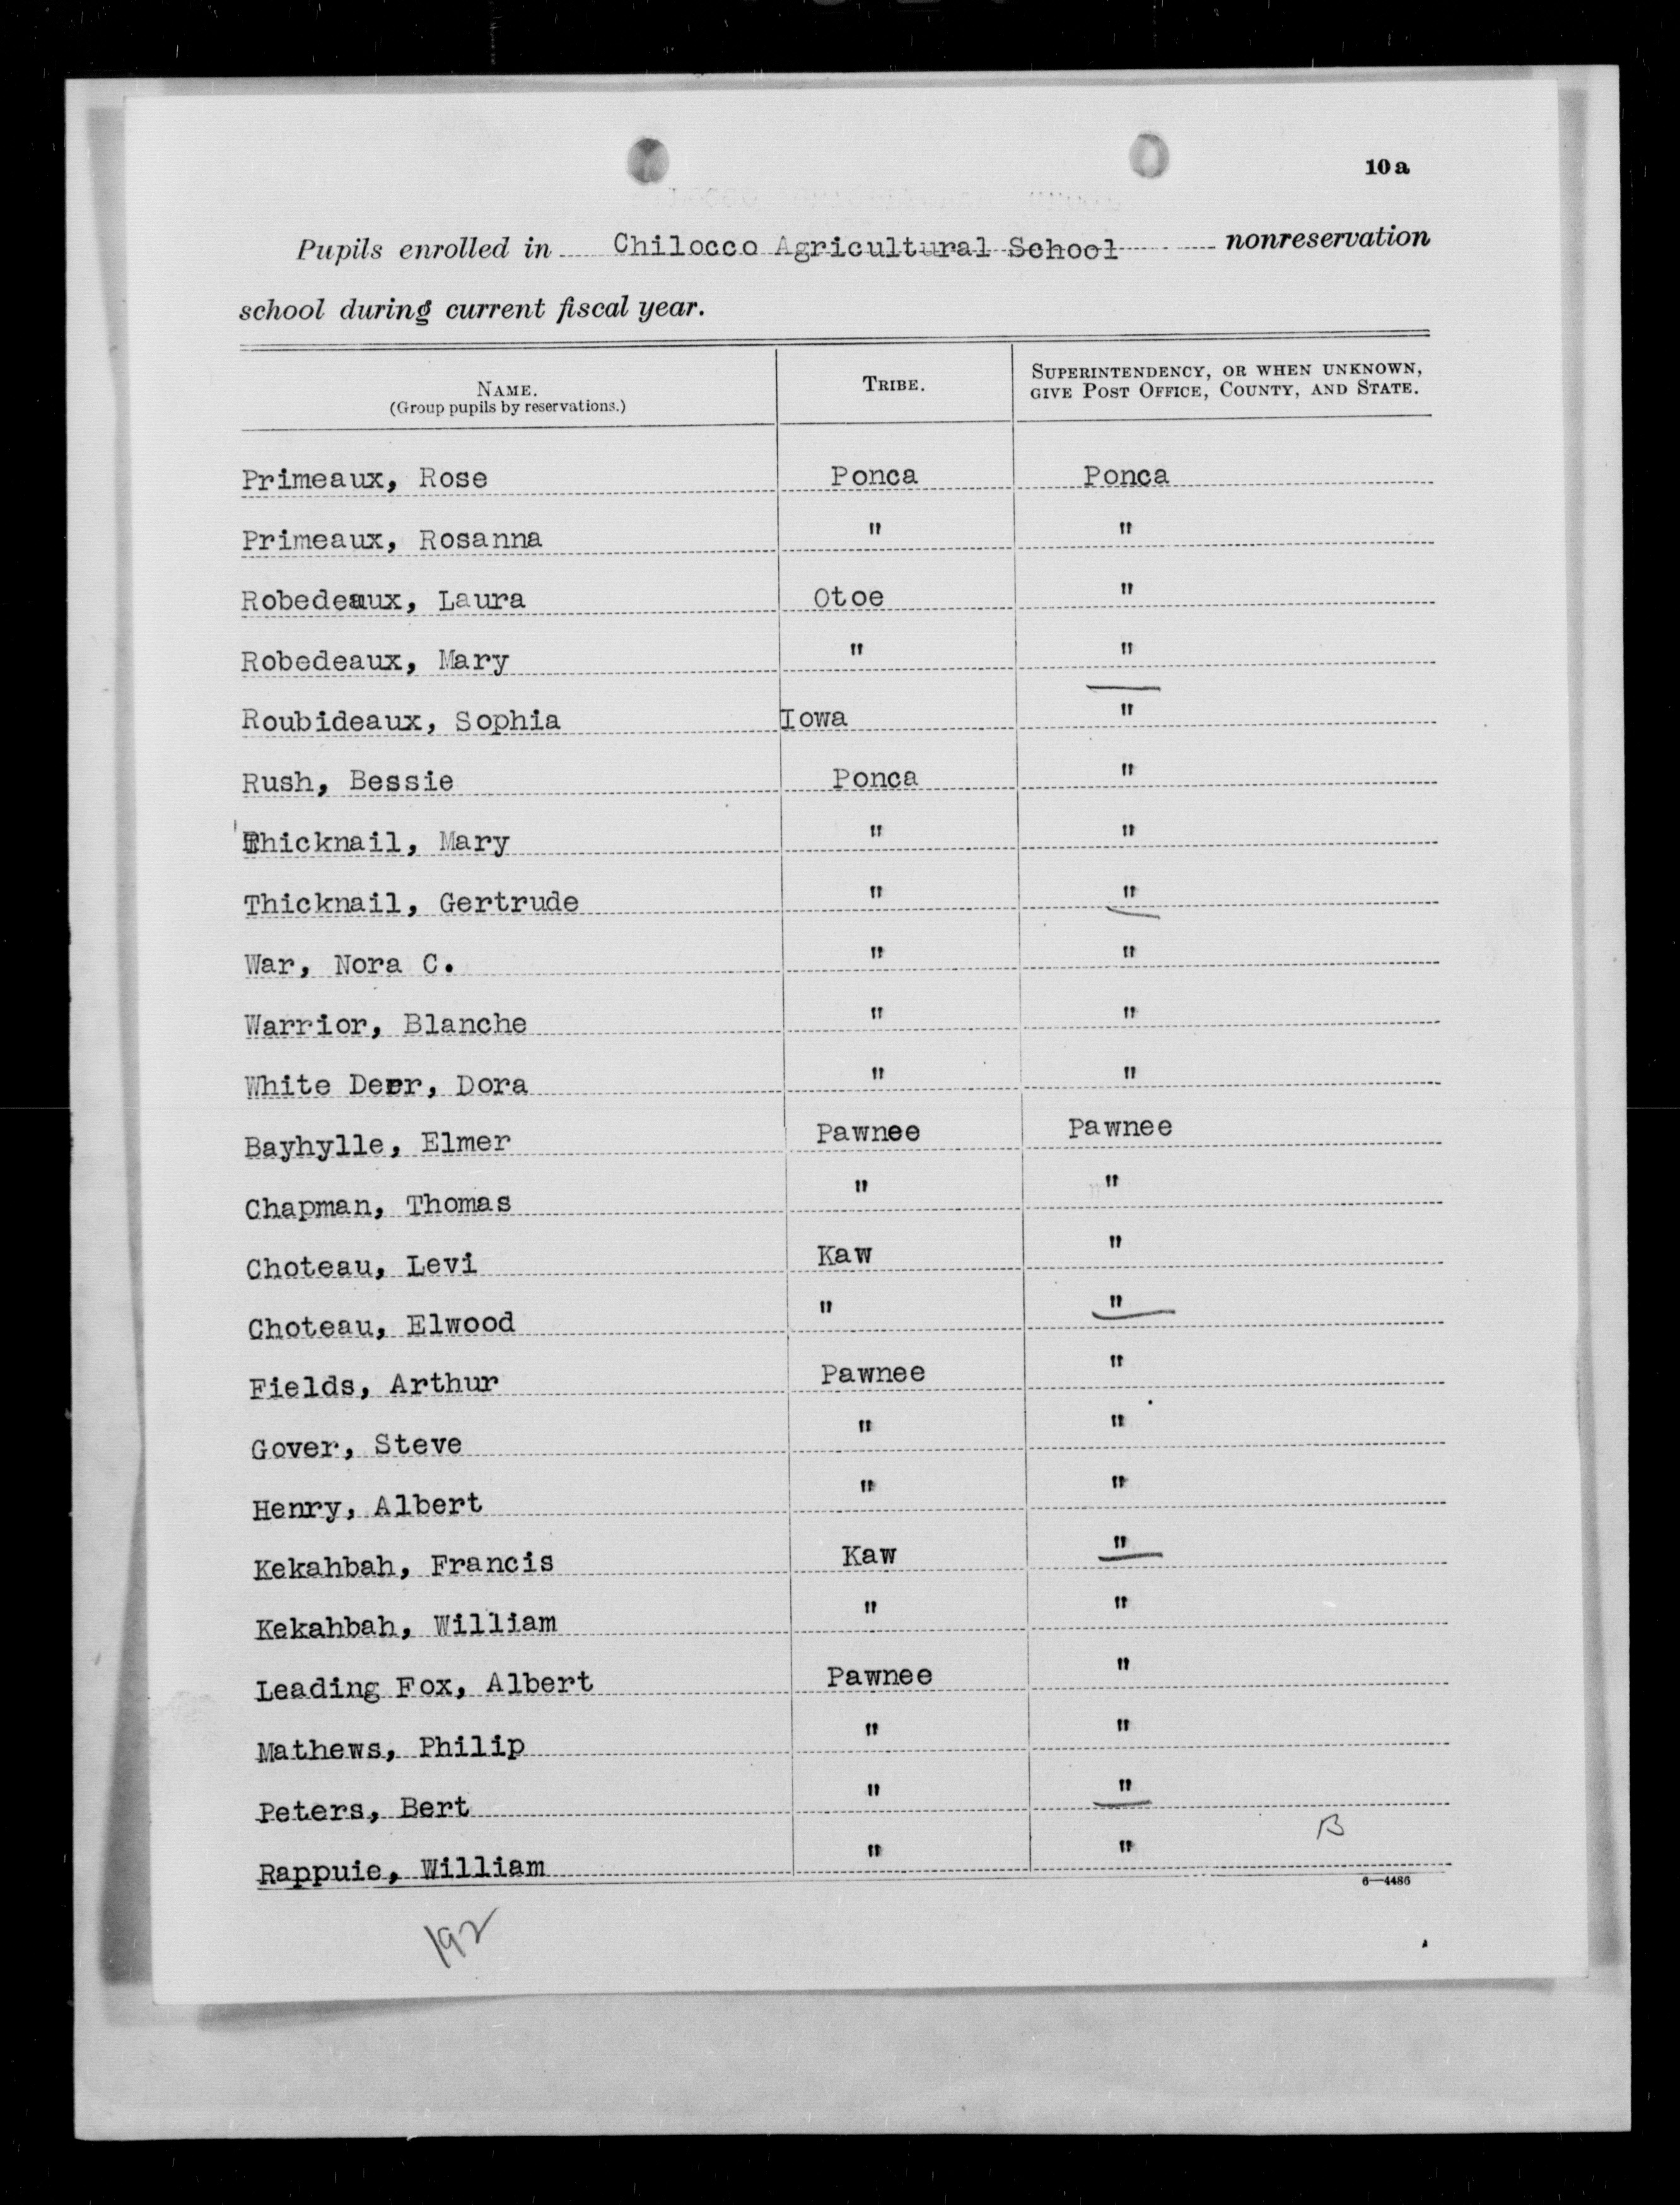 10a
Pupils enrolled in Chilocco Agricultural School nonreservation
school during current fiscal year.
NAME. TRIBE. SUPERINTENDENCY, OR WHEN UNKNOWN,
(Group pupils by reservations.) GIVE POST OFFICE, COUNTY, AND STATE.
Primeaux, Rose Ponca Ponca
Primeaux, Rosanna " "
Robedeaux, Laura Otoe "
Robedeaux, Mary " "
Roubideaux, Sophia Iowa "
Rush, Bessie Ponca "
Thicknail, Mary " "
Thicknail, Gertrude " "
War, Nora C. " "
Warrior, Blanche " "
White Deer, Dora " "
Bayhylle, Elmer Pawnee Pawnee
Chapman, Thomas " "
Choteau, Levi Kaw "
Choteau, Elwood " "
Fields, Arthur Pawnee "
Gover, Steve " "
Henry, Albert " "
Kekahbah, Francis Kaw "
Kekahbah, William " "
Leading Fox, Albert Pawnee "
Mathews, Philip " "
Peters, Bert " "
B
Rappuie, William " "
6—4486
192